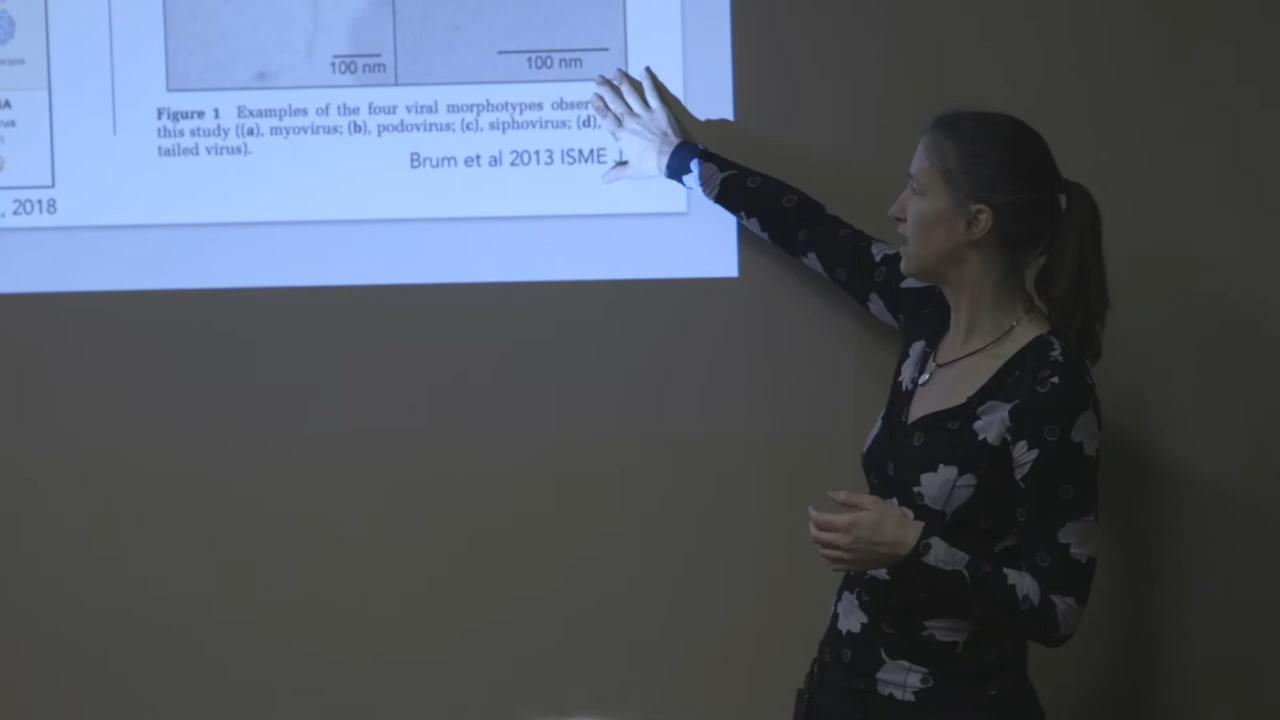 100 nm
100 nm
Figure 1 Examples of the four viral morphotypes
this study ((a), myovirus; (b), podovirus; (c), siphovirus; (d),
tailed virus).
Brum et al 2013 ISME
, 2018